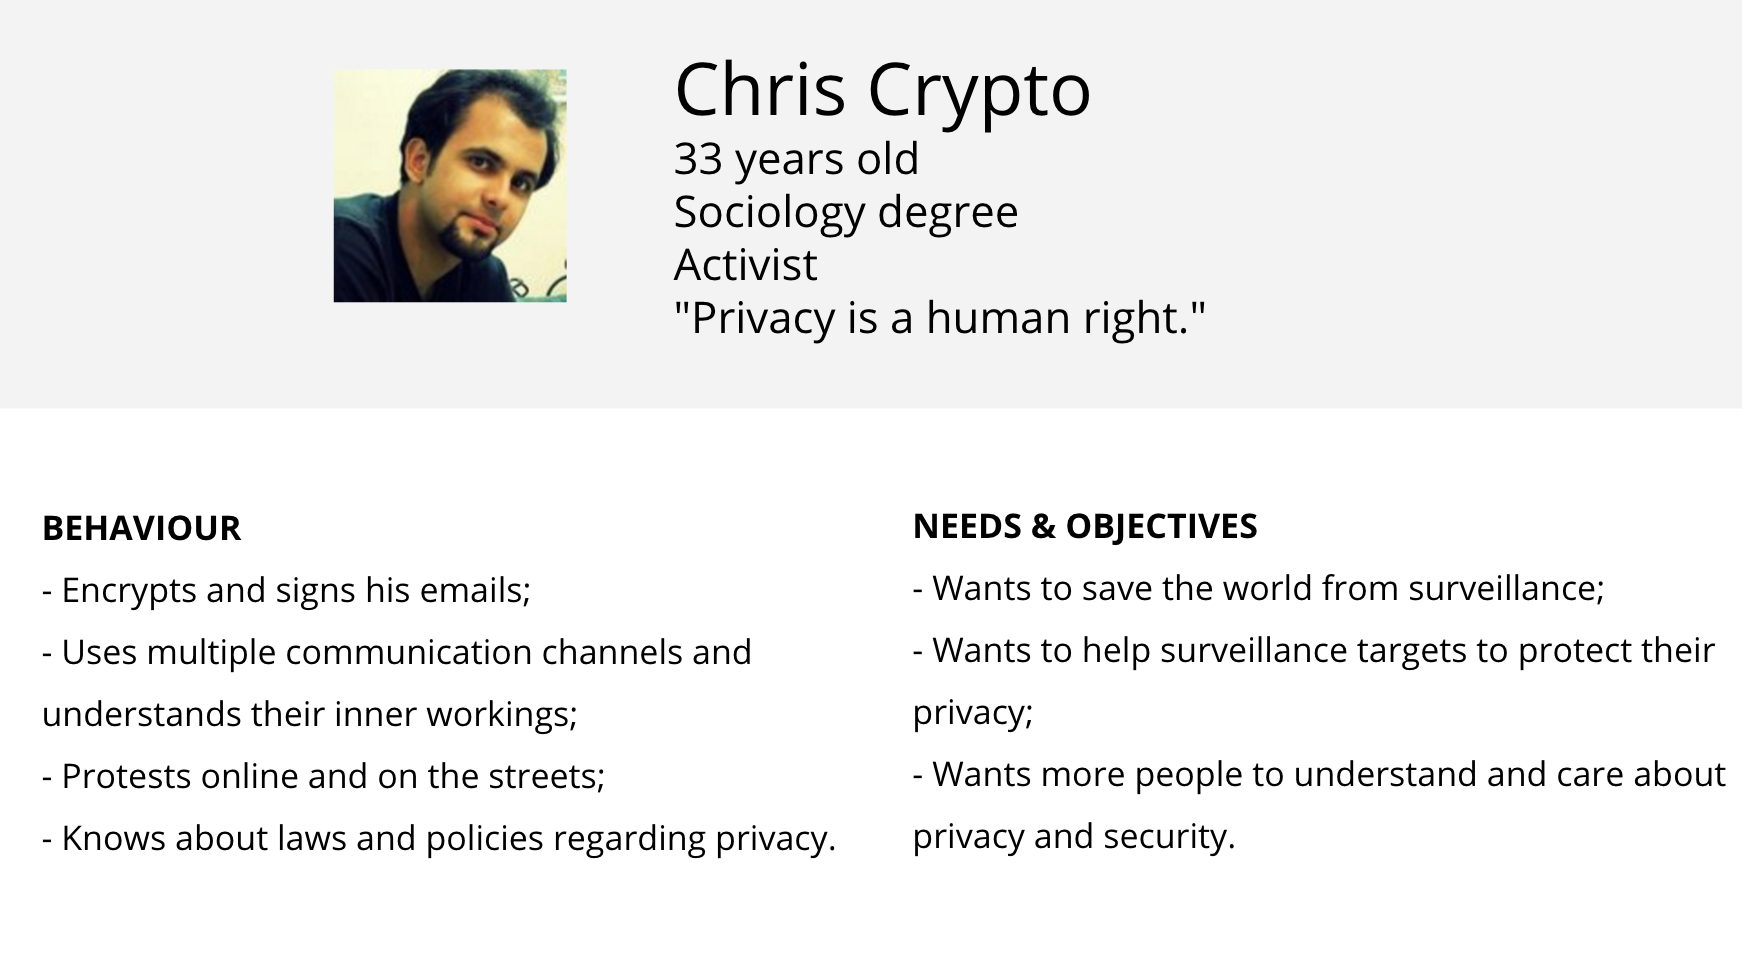 Chris Crypto
33 years old
Sociology degree
Activist
"Privacy is a human right."
BEHAVIOUR
- Encrypts and signs his emails;
- Uses multiple communication channels and
understands their inner workings;
- Protests online and on the streets;
- Knows about laws and policies regarding privacy.
NEEDS & OBJECTIVES
- Wants to save the world from surveillance;
- Wants to help surveillance targets to protect their
privacy;
- Wants more people to understand and care about
privacy and security.